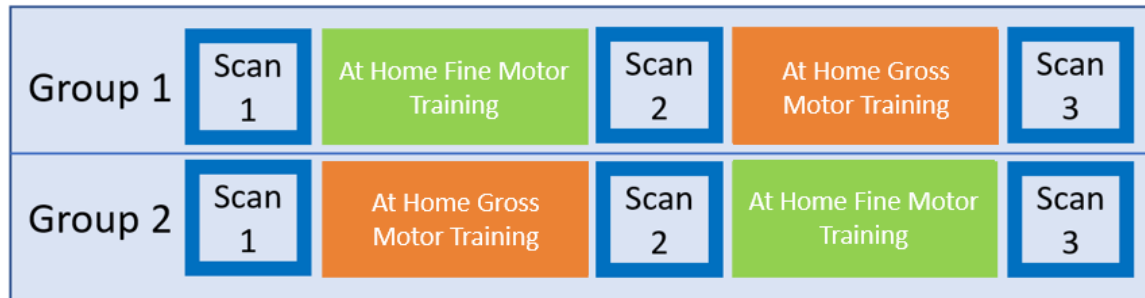 Group 1
Scan
1
At Home Fine Motor
Training
Scan
2
At Home Gross
Motor Training
Scan
3
Group 2
Scan
1
At Home Gross
Motor Training
Scan
2
At Home Fine Motor
Training
Scan
3